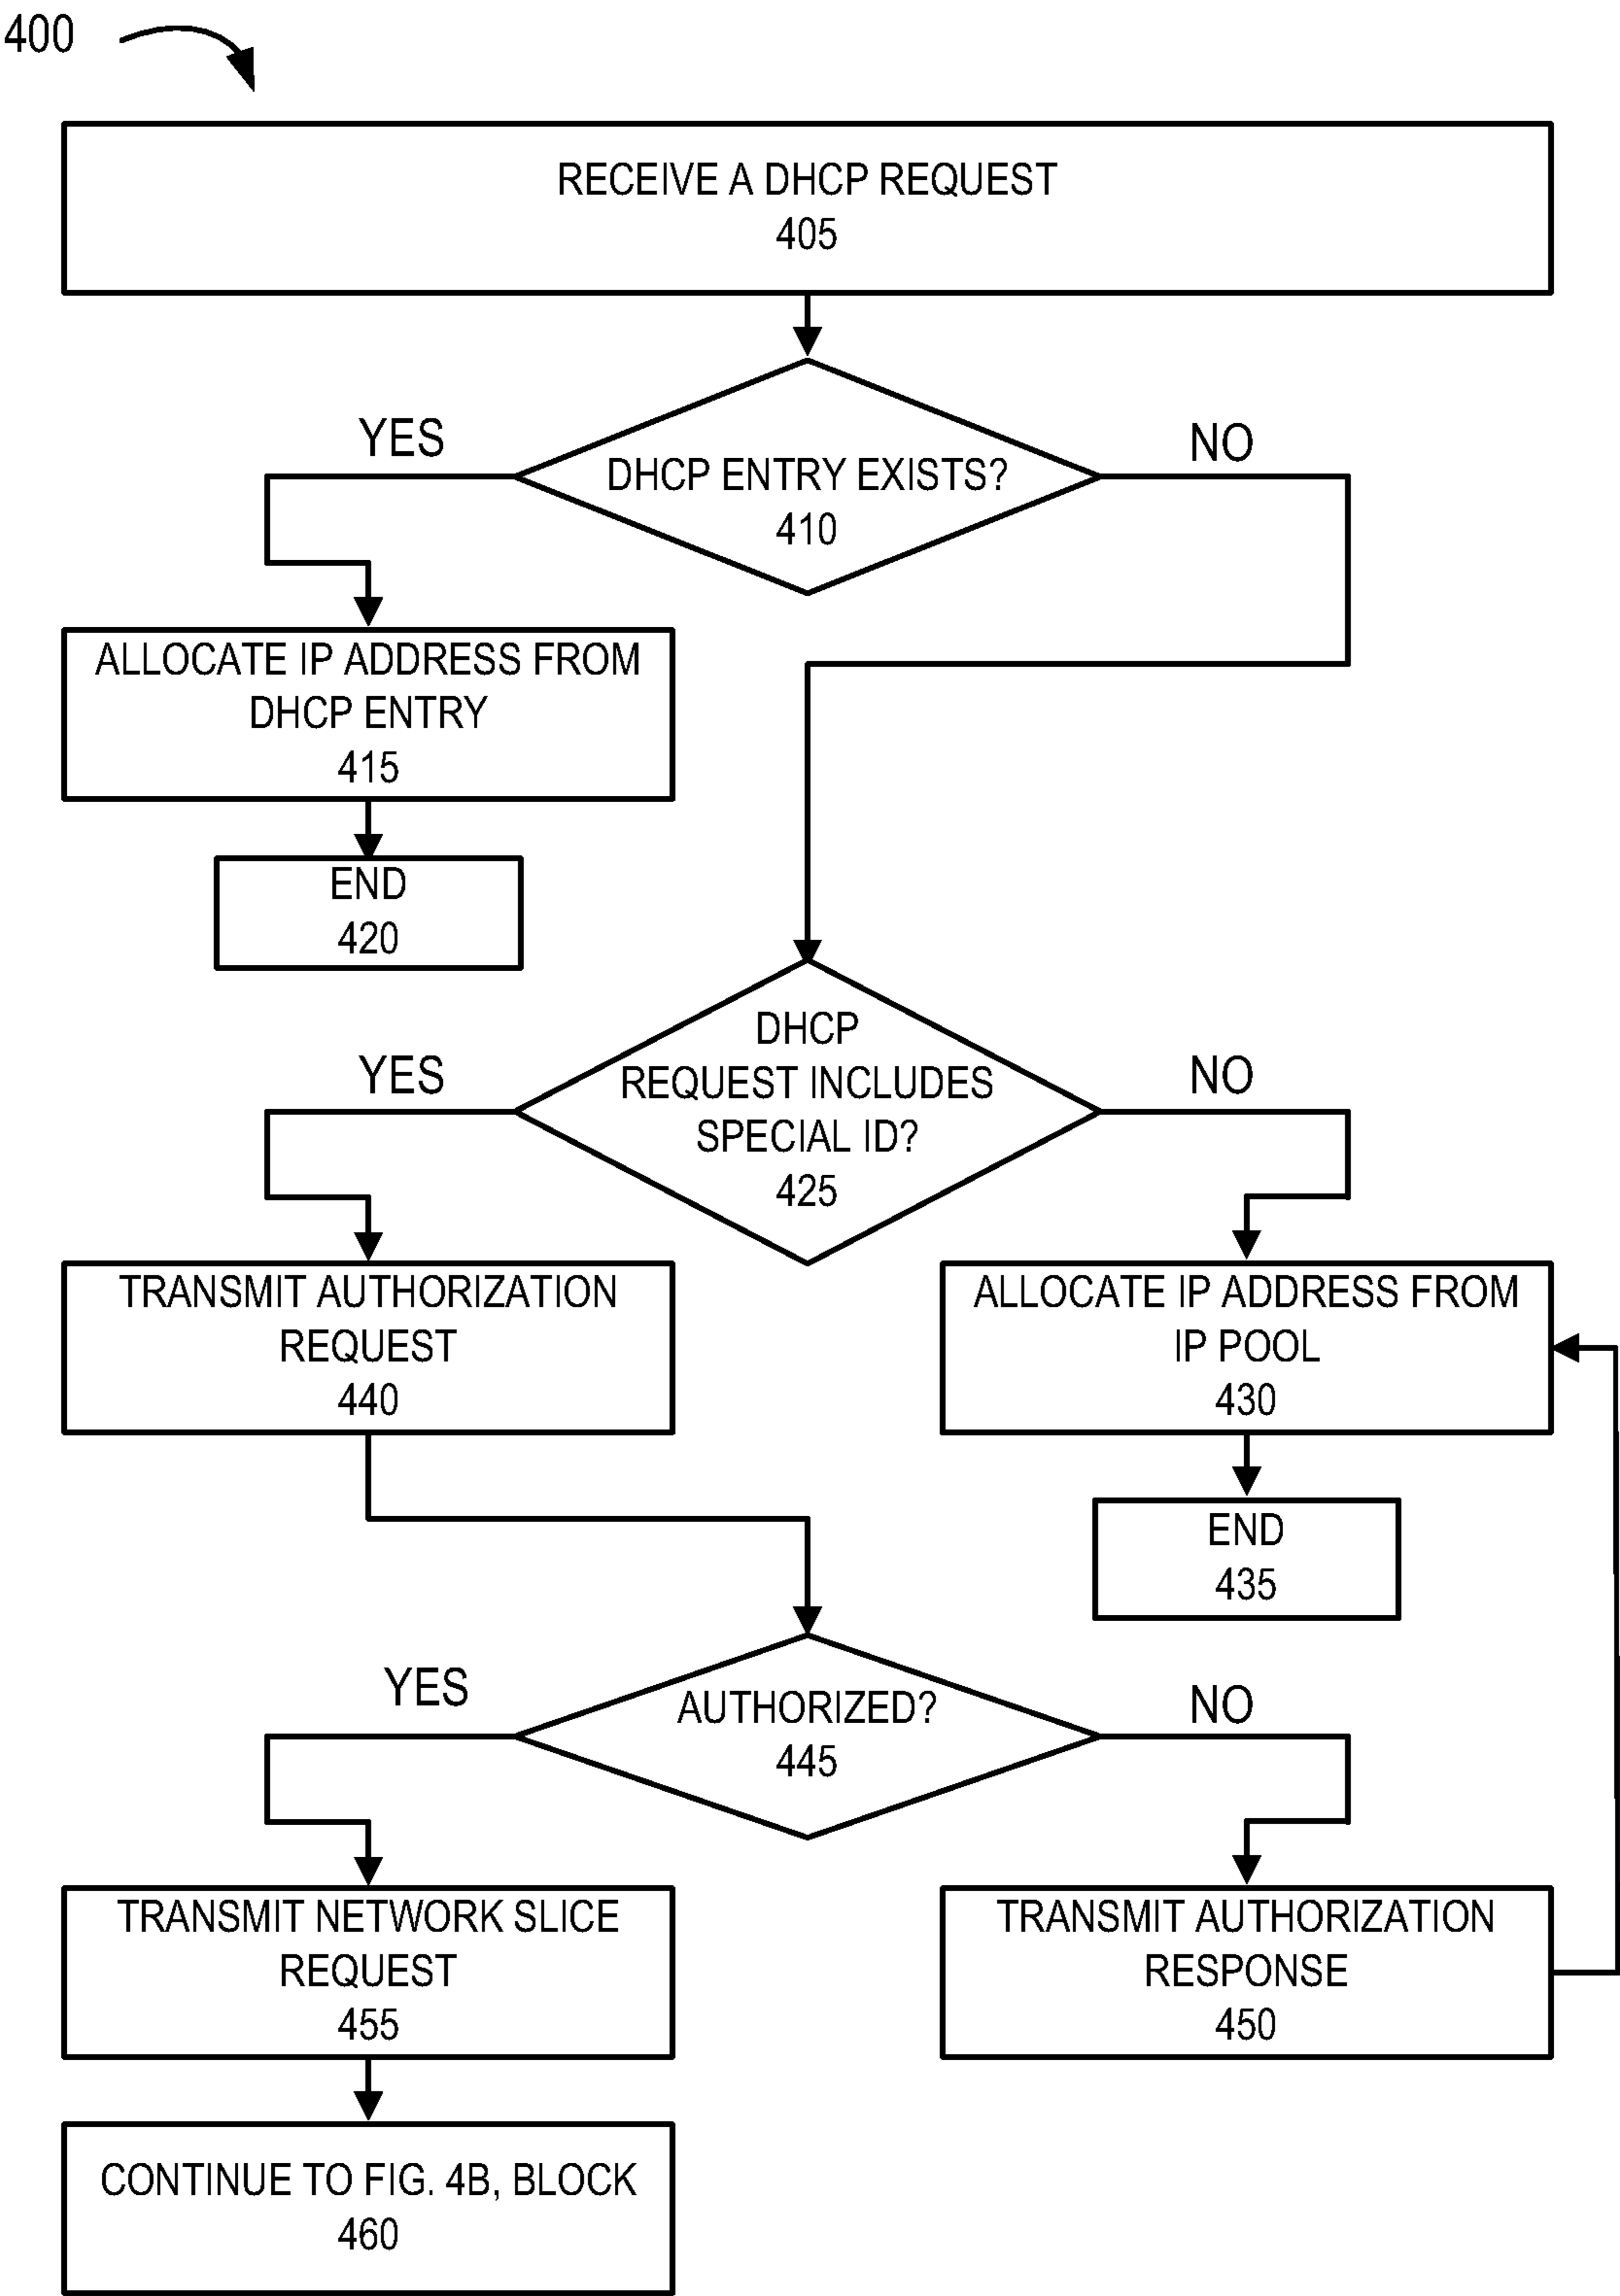 400
RECEIVE A DHCP REQUEST
405
YES
NO
DHCP ENTRY EXISTS?
410
ALLOCATE IP ADDRESS FROM
DHCP ENTRY
415
END
420
DHCP
REQUEST INCLUDES
SPECIAL ID?
425
YES
NO
TRANSMIT AUTHORIZATION
REQUEST
440
ALLOCATE IP ADDRESS FROM
IP POOL
430
END
435
YES
NO
AUTHORIZED?
445
TRANSMIT NETWORK SLICE
REQUEST
455
TRANSMIT AUTHORIZATION
RESPONSE
450
CONTINUE TO FIG. 4B, BLOCK
460